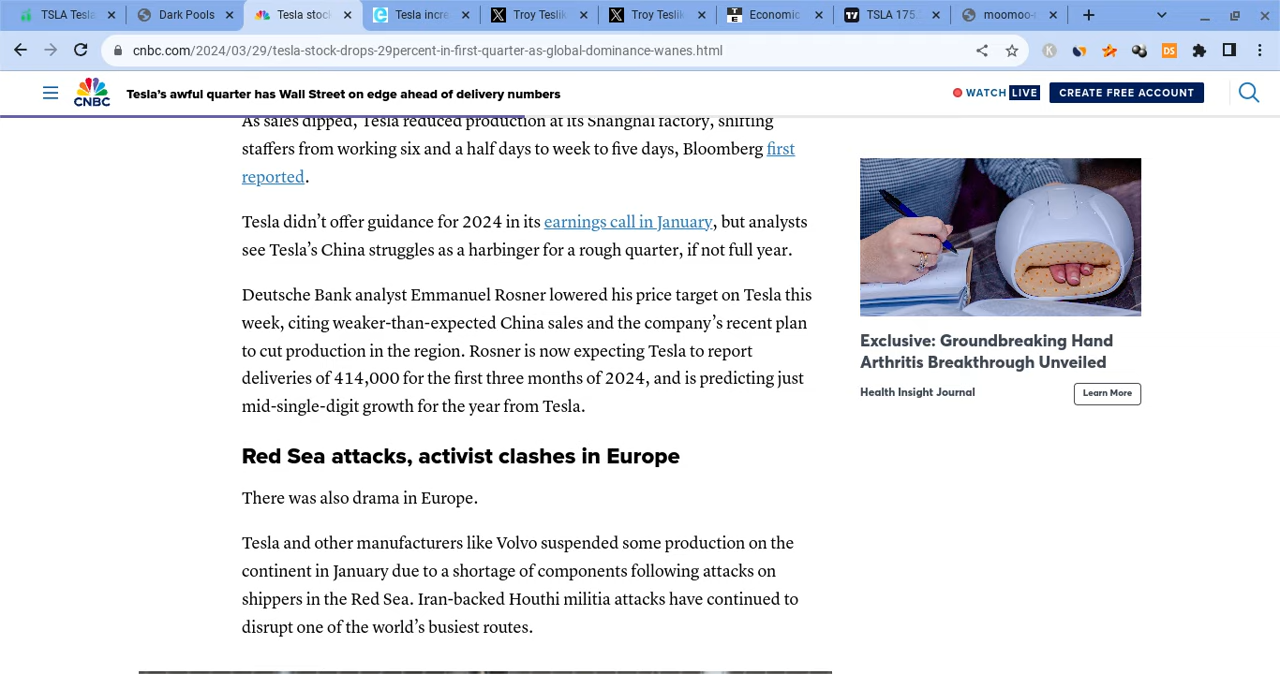 TSLA Tesla
Dark Pools
Tesla stoc
Tesla incre
Troy Teslik
Troy Teslik
Economic
TSLA 175.
moomoo-s
cnbc.com/2024/03/29/tesla-stock-drops-29percent-in-first-quarter-as-global-dominance-wanes.html
K
DS
CNBC
Tesla's awful quarter has Wall Street on edge ahead of delivery numbers
WATCH LIVE
CREATE FREE ACCOUNT
As sales dipped, Tesla reduced production at its Shanghai factory, shifting
staffers from working six and a half days to week to five days, Bloomberg first
reported.
Tesla didn't offer guidance for 2024 in its earnings call in January, but analysts
see Tesla's China struggles as a harbinger for a rough quarter, if not full year.
Deutsche Bank analyst Emmanuel Rosner lowered his price target on Tesla this
week, citing weaker-than-expected China sales and the company's recent plan
to cut production in the region. Rosner is now expecting Tesla to report
deliveries of 414,000 for the first three months of 2024, and is predicting just
mid-single-digit growth for the year from Tesla.
Red Sea attacks, activist clashes in Europe
There was also drama in Europe.
Tesla and other manufacturers like Volvo suspended some production on the
continent in January due to a shortage of components following attacks on
shippers in the Red Sea. Iran-backed Houthi militia attacks have continued to
disrupt one of the world's busiest routes.
Exclusive: Groundbreaking Hand
Arthritis Breakthrough Unveiled
Health Insight Journal
Learn More